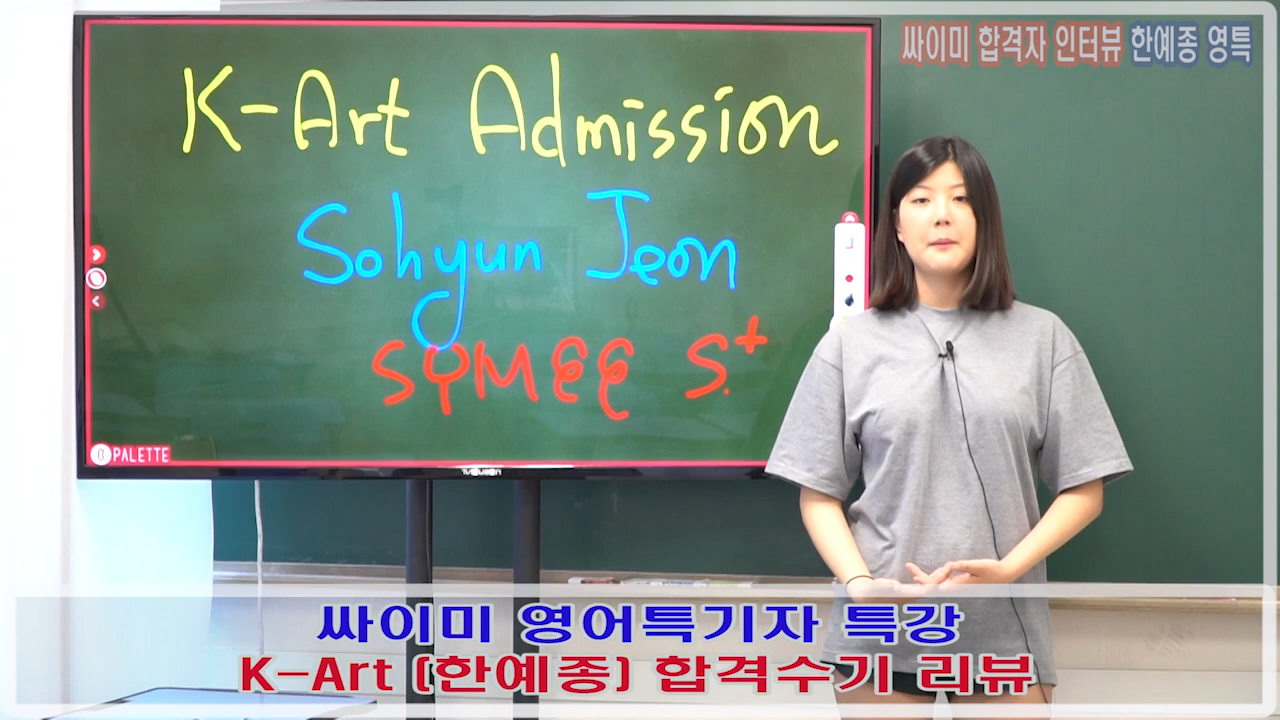 싸이미 합격자 인터뷰 한예종 영특
K-Art Admission
Sohyun Jeon
SYMEE S.+
PALETTE
싸이미 영어특기자 특강
K-Art (한예종) 합격수기 리뷰